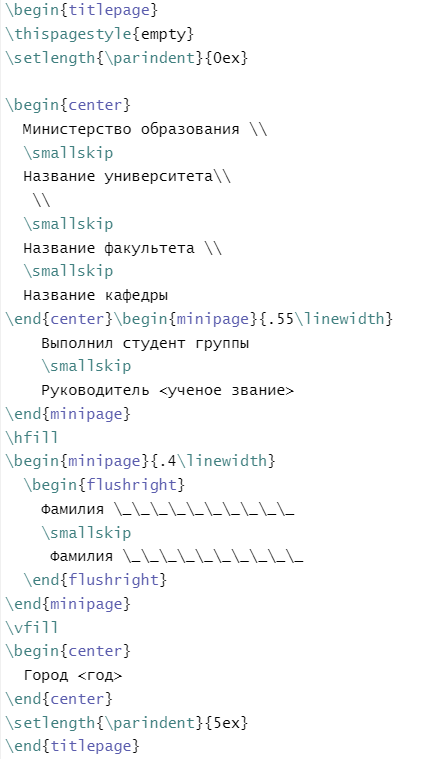 \begin{titlepage}
\thispagestyle{empty}
\setlength{\parindent}{0ex}

\begin{center}
  Министерство образования \\
  \smallskip
  Название университета\\
   \\
  \smallskip
  Название факультета \\
  \smallskip
  Название кафедры
\end{center}\begin{minipage}{.55\linewidth}
    Выполнил студент группы
    \smallskip
    Руководитель <ученое звание>
\end{minipage}
\hfill
\begin{minipage}{.4\linewidth}
  \begin{flushright}
    Фамилия \_\_\_\_\_\_\_\_\_\_
    \smallskip
     Фамилия \_\_\_\_\_\_\_\_\_\_
  \end{flushright}
\end{minipage}
\vfill
\begin{center}
  Город <год>
\end{center}
\setlength{\parindent}{5ex}
\end{titlepage}